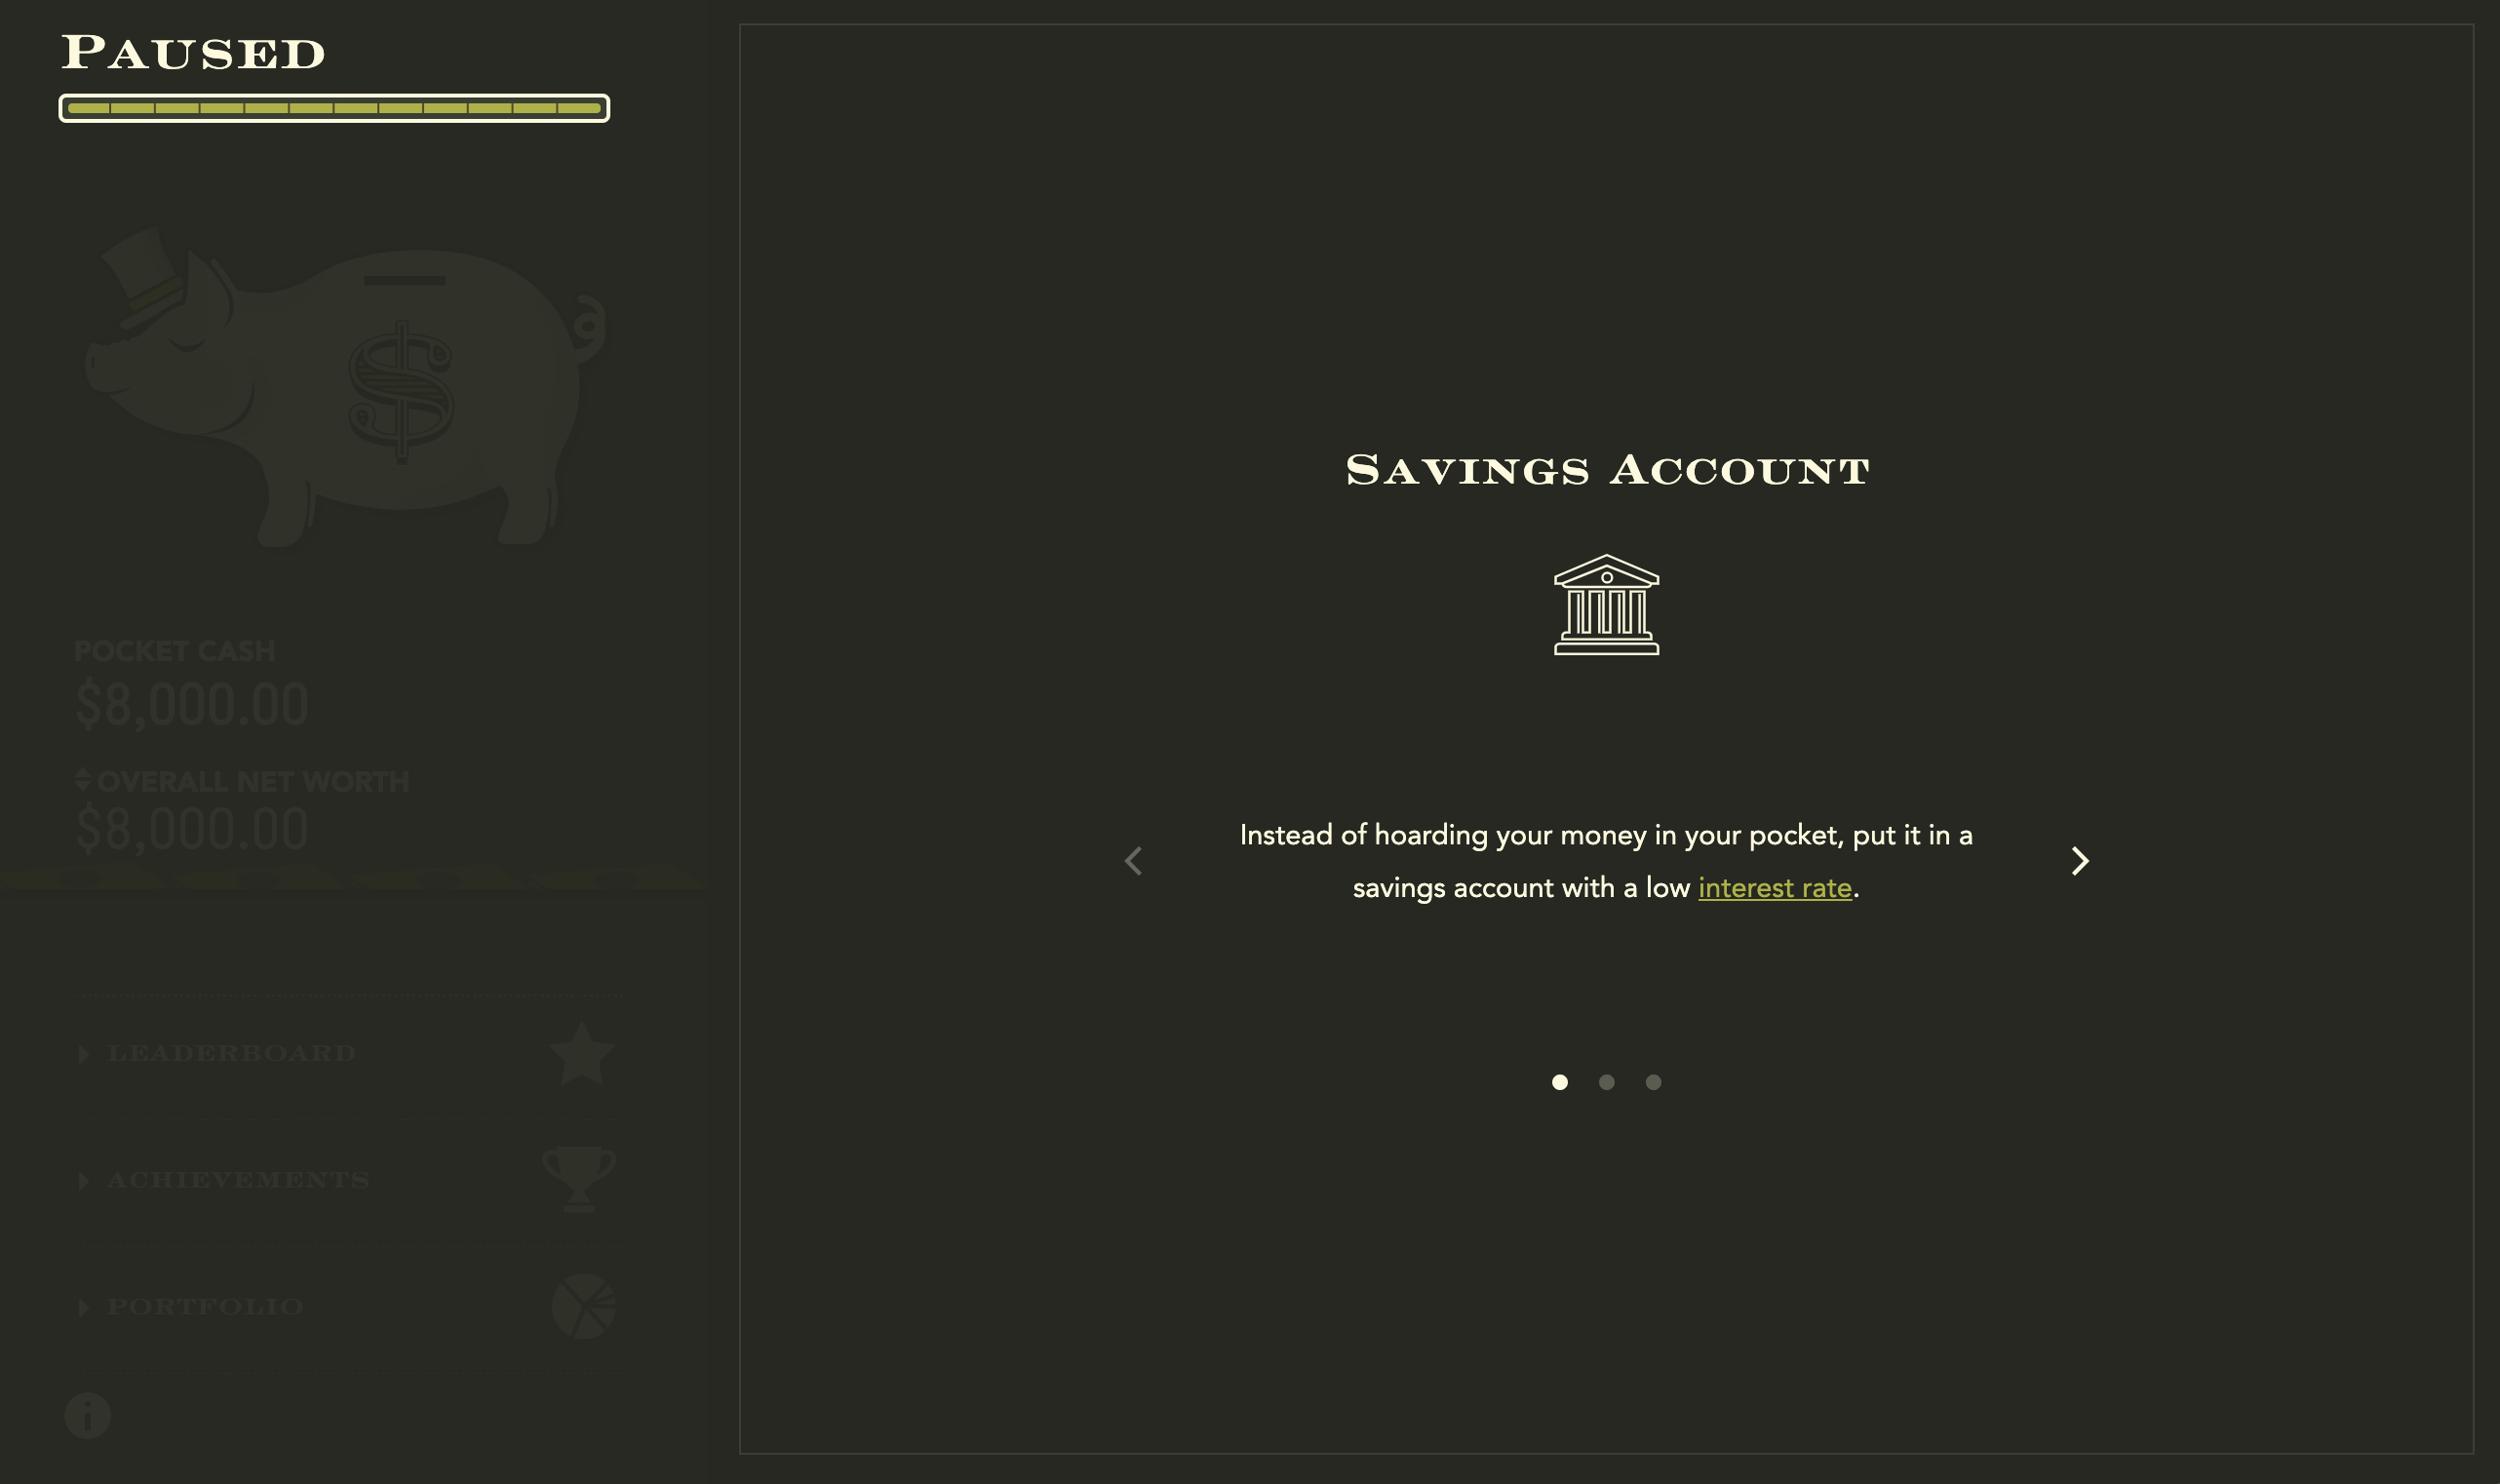 PAUSED
SAVINGS ACCOUNT
Instead of hoarding your money in your pocket, put it in a
savings account with a low interest rate.
POCKET CASH
$8,000.00
OVERALL NET WORTH
$8,000.00
LEADERBOARD
ACHIEVEMENTS
PORTFOLIO